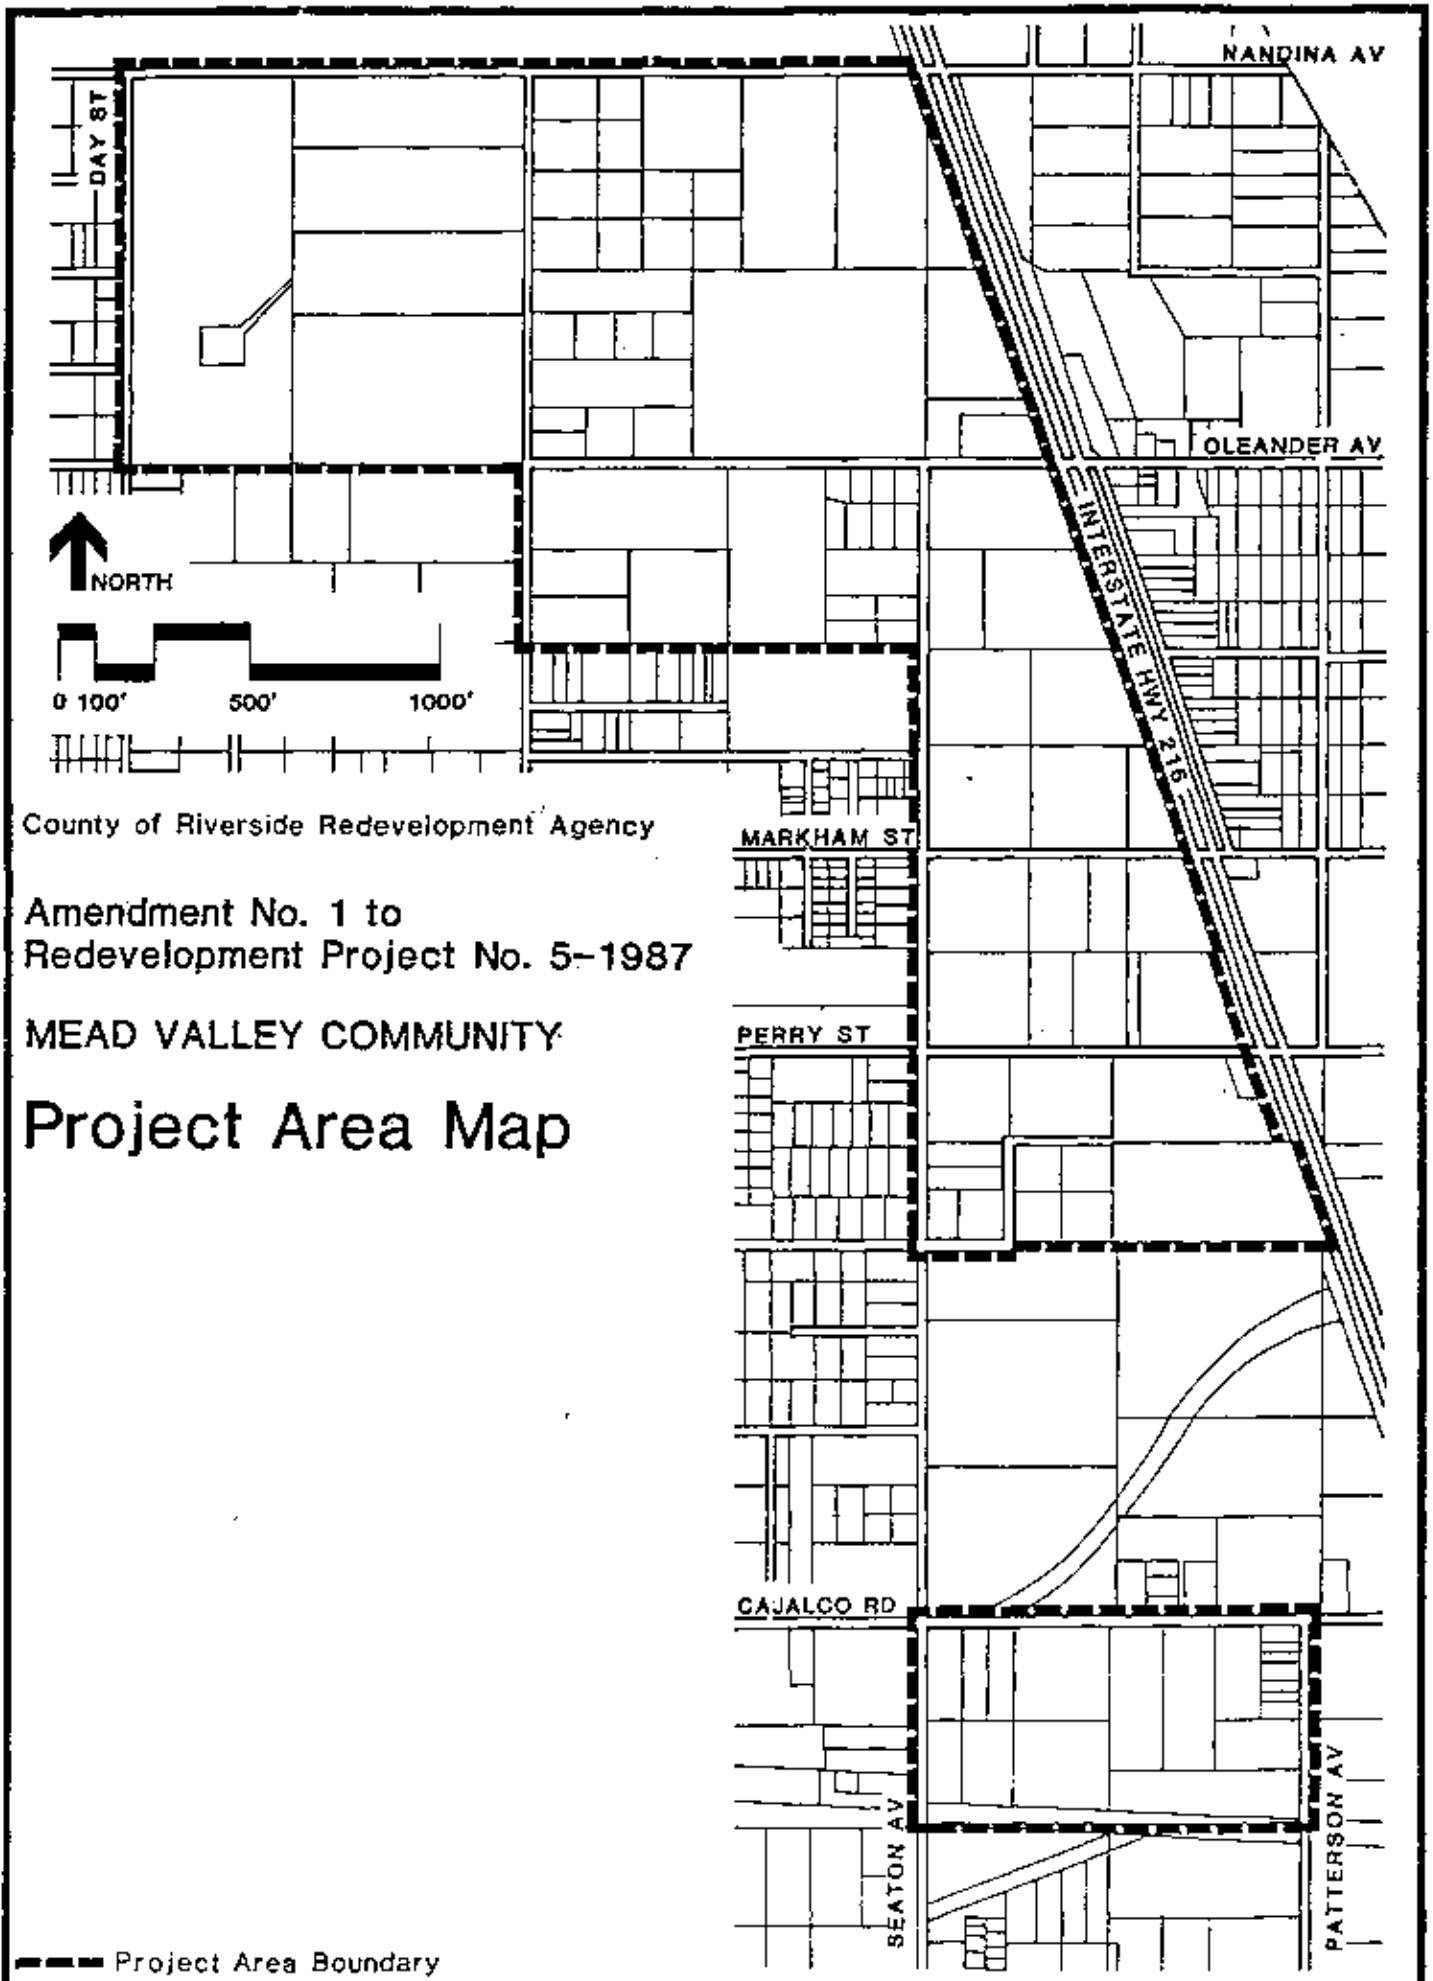 NANDINA AV
DAY ST
OLEANDER AV
INTERSTATE HWY 215
NORTH
0 100' 500' 1000'
County of Riverside Redevelopment Agency
MARKHAM ST
Amendment No. 1 to
Redevelopment Project No. 5-1987
MEAD VALLEY COMMUNITY
PERRY ST
Project Area Map
CAJALCO RD
SEATON AV
PATTERSON AV
Project Area Boundary